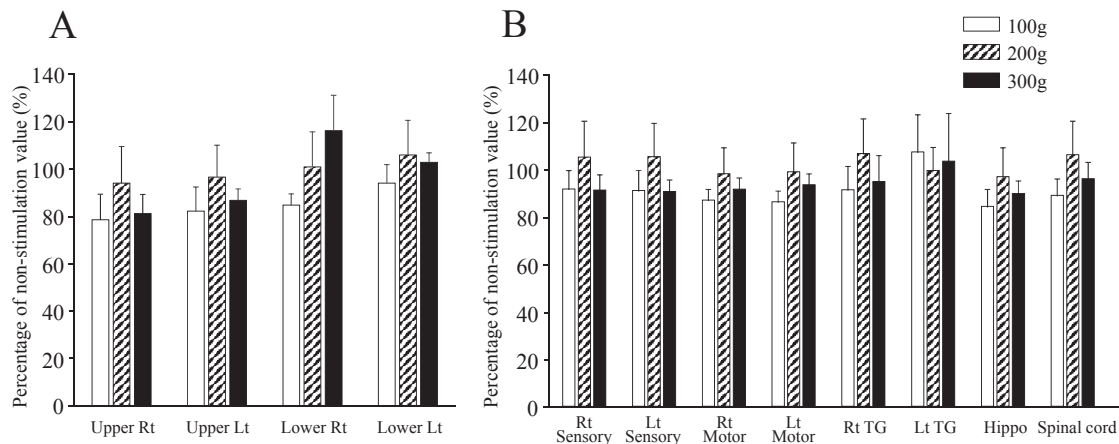 A
Percentage of non-stimulation value (%)
140
120
100
80
60
40
20
0
Upper Rt
Upper Lt
Lower Rt
Lower Lt
B
100g
200g
300g
Percentage of non-stimulation value (%)
140
120
100
80
60
40
20
0
Rt
Sensory
Lt
Sensory
Rt
Motor
Lt
Motor
Rt TG
Lt TG
Hippo
Spinal cord